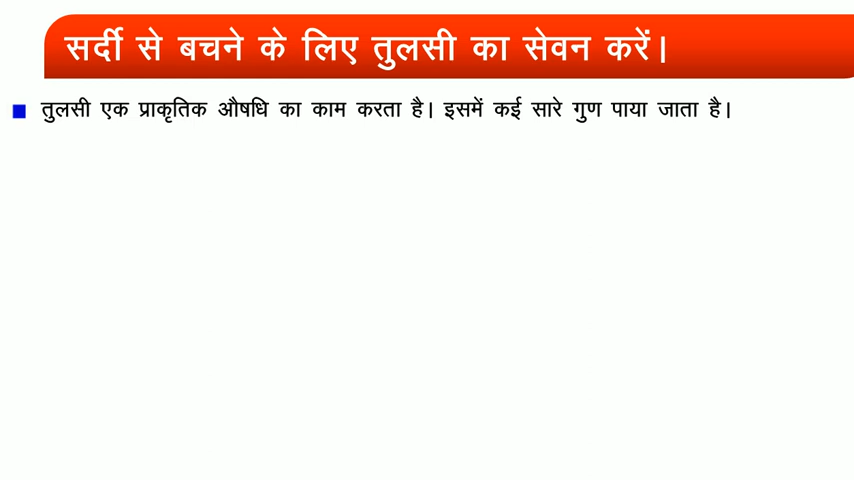 सर्दी से बचने के लिए तुलसी का सेवन करें।
तुलसी एक प्राकृतिक औषधि का काम करता है। इसमें कई सारे गुण पाया जाता है।